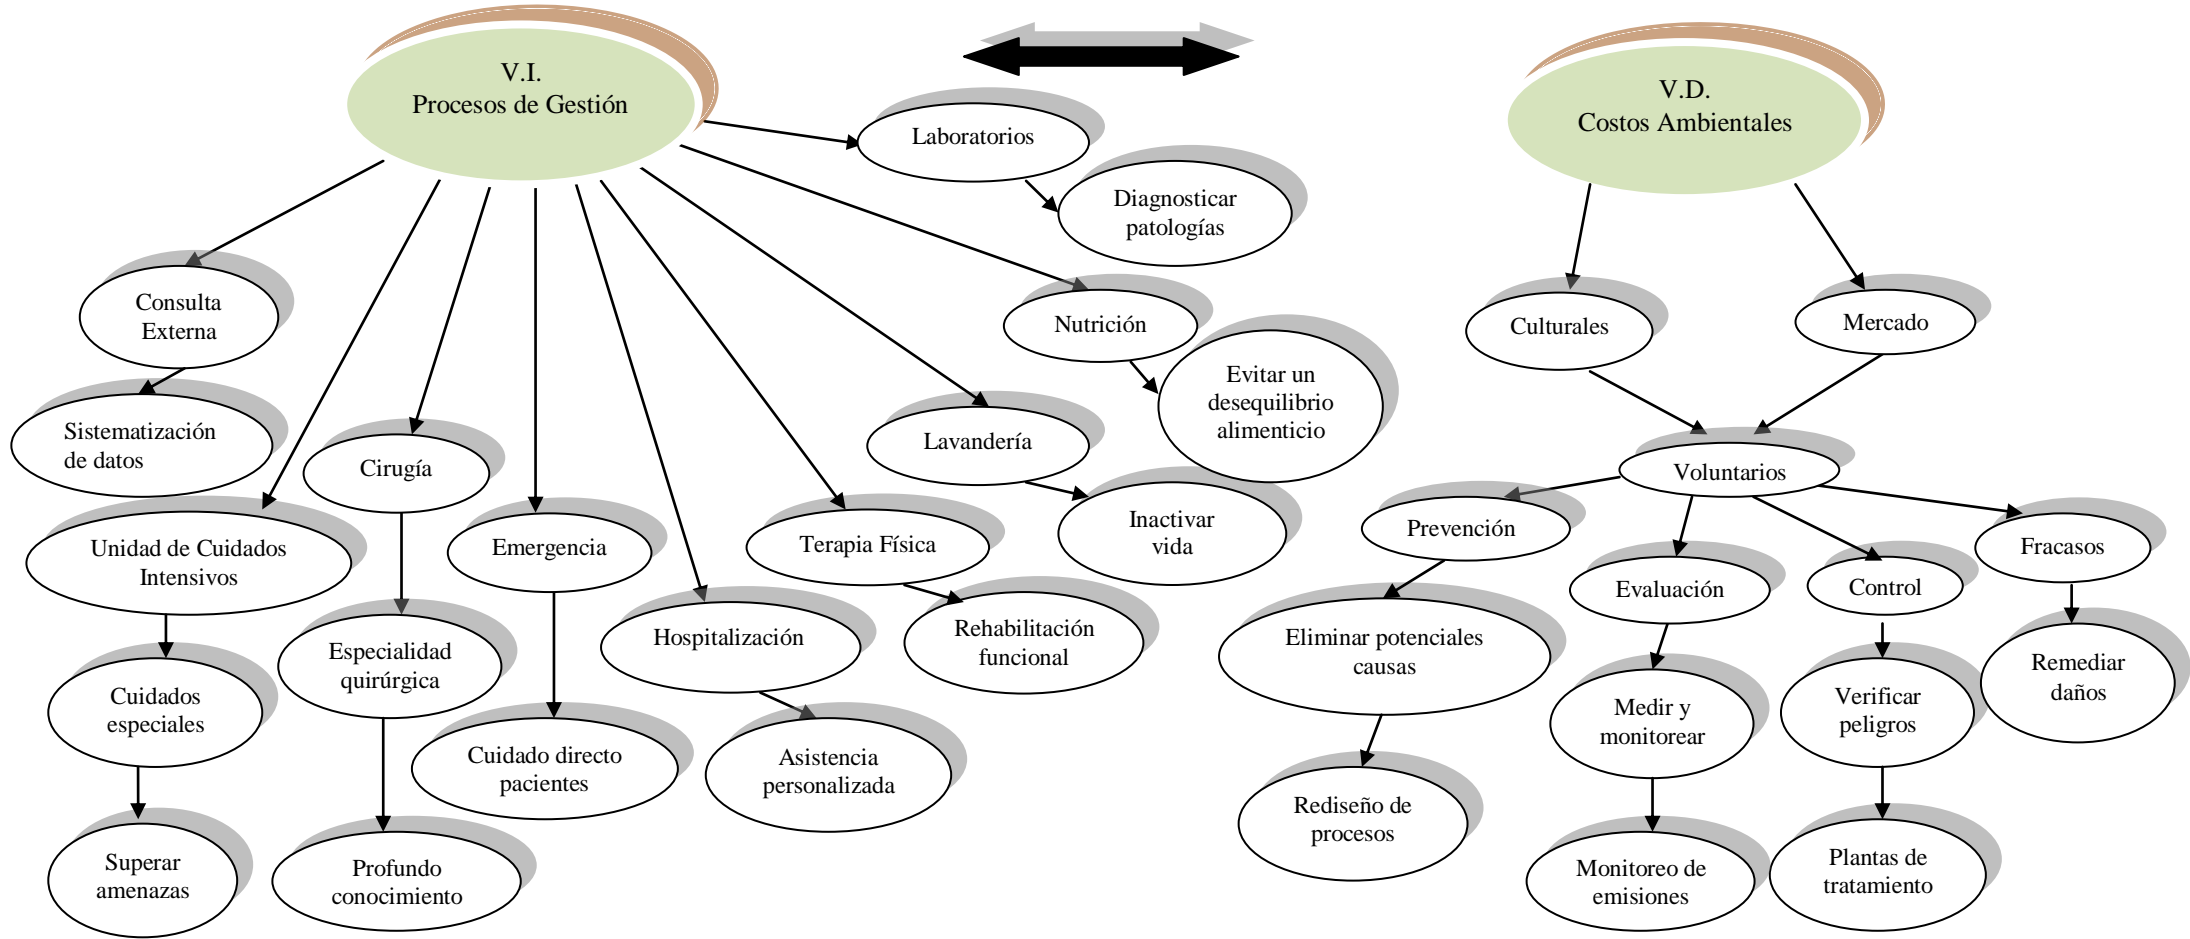 V.I.
Procesos de Gestión
V.D.
Costos Ambientales
Laboratorios
Diagnosticar
patologías
Consulta
Externa
Nutrición
Culturales
Mercado
Evitar un
desequilibrio
alimenticio
Sistematización
de datos
Cirugía
Lavandería
Voluntarios
Unidad de Cuidados
Intensivos
Emergencia
Terapia Física
Inactivar
vida
Prevención
Evaluación
Control
Fracasos
Hospitalización
Rehabilitación
funcional
Especialidad
quirúrgica
Eliminar potenciales
causas
Remediar
daños
Cuidados
especiales
Medir y
monitorear
Verificar
peligros
Cuidado directo
pacientes
Asistencia
personalizada
Rediseño de
procesos
Superar
amenazas
Profundo
conocimiento
Monitoreo de
emisiones
Plantas de
tratamiento